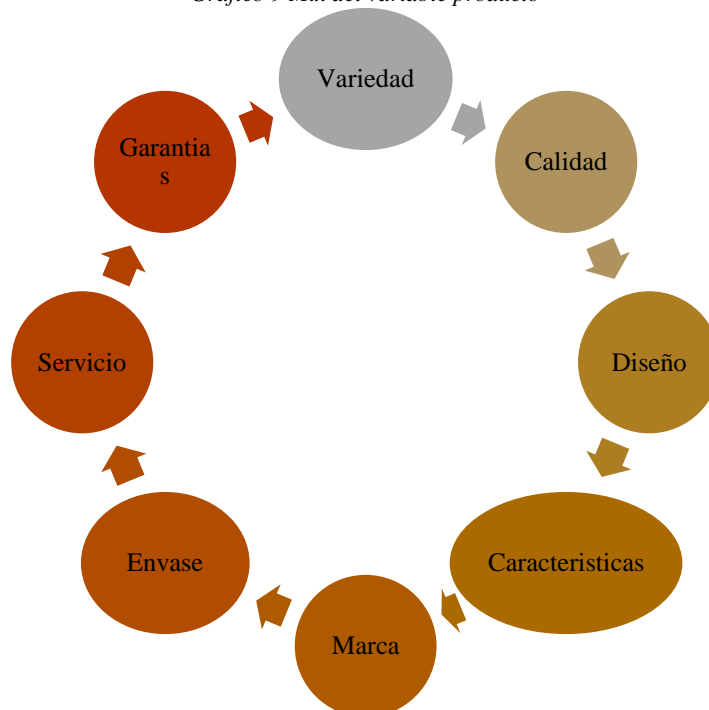 Variedad
Calidad
Diseño
Caracteristicas
Marca
Envase
Servicio
Garantia
s